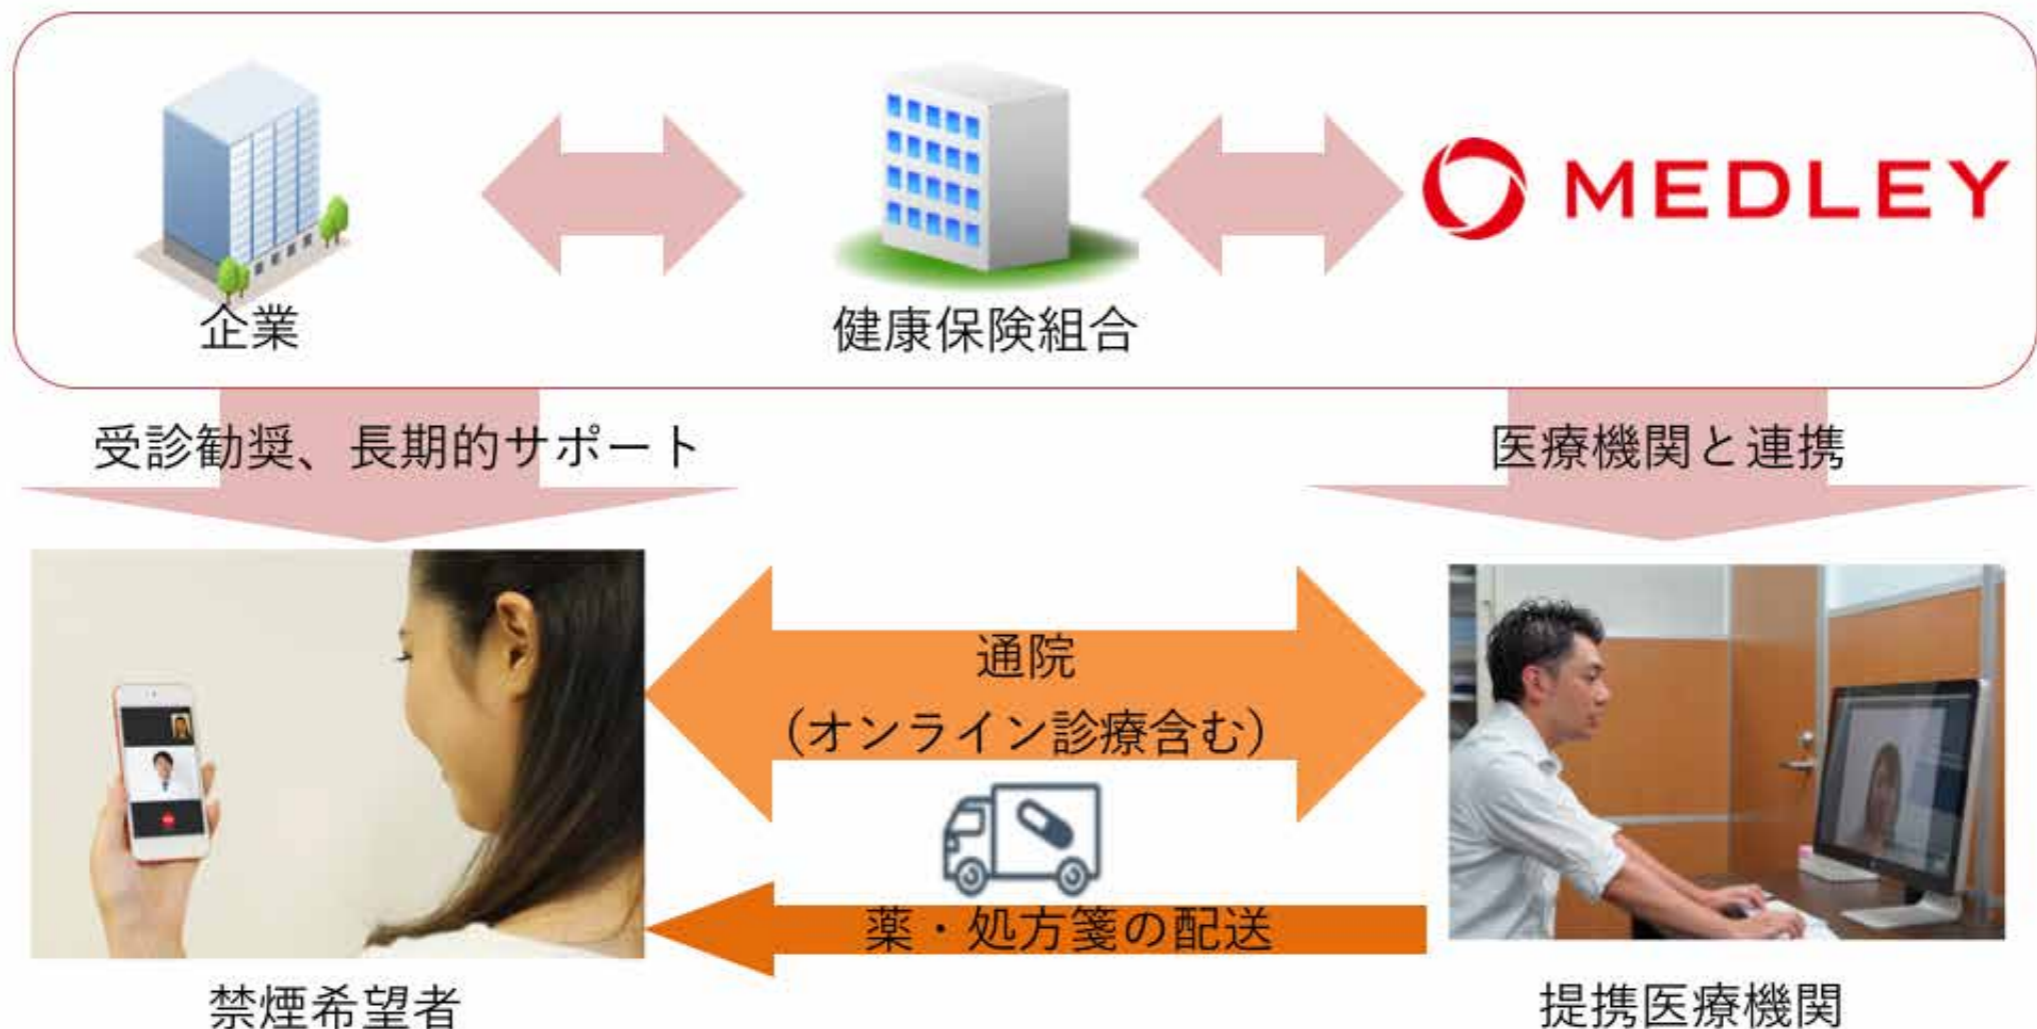 企業
健康保険組合
MEDLEY
受診勧奨、長期的サポート
医療機関と連携
通院
（オンライン診療含む）
薬・処方箋の配送
禁煙希望者
提携医療機関